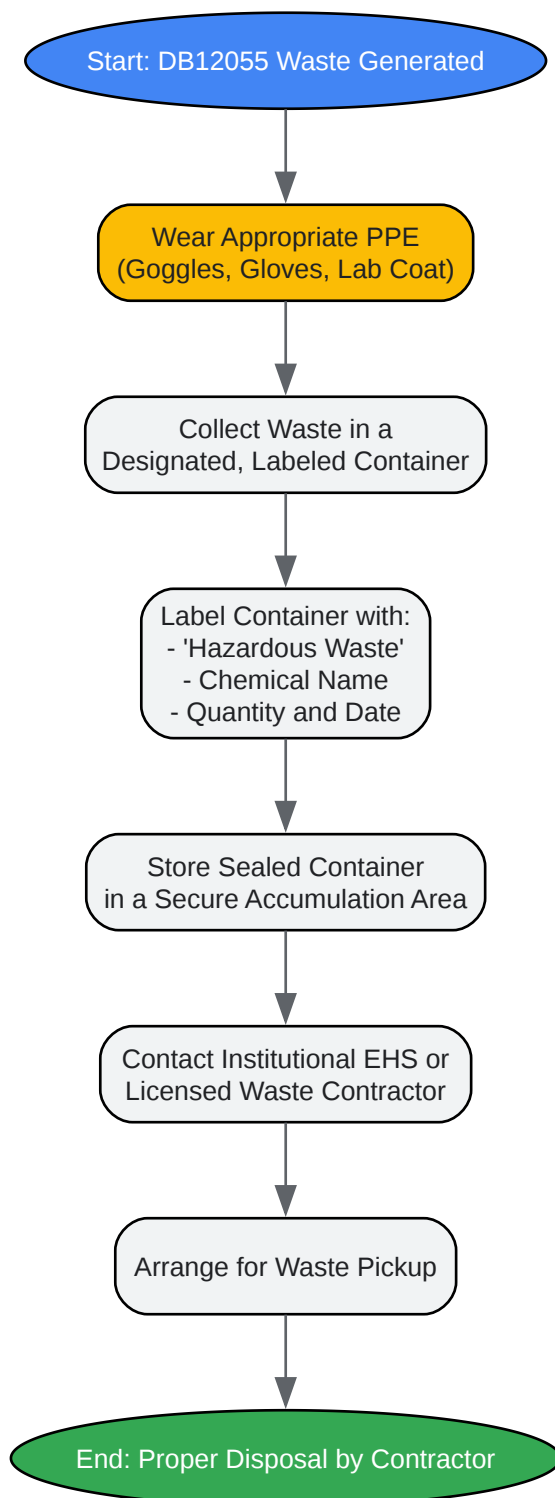 Start: DB12055 Waste Generated
Wear Appropriate PPE
(Goggles, Gloves, Lab Coat)
Collect Waste in a
Designated, Labeled Container
Label Container with:
- 'Hazardous Waste'
- Chemical Name
- Quantity and Date
Store Sealed Container
in a Secure Accumulation Area
Contact Institutional EHS or
Licensed Waste Contractor
Arrange for Waste Pickup
End: Proper Disposal by Contractor